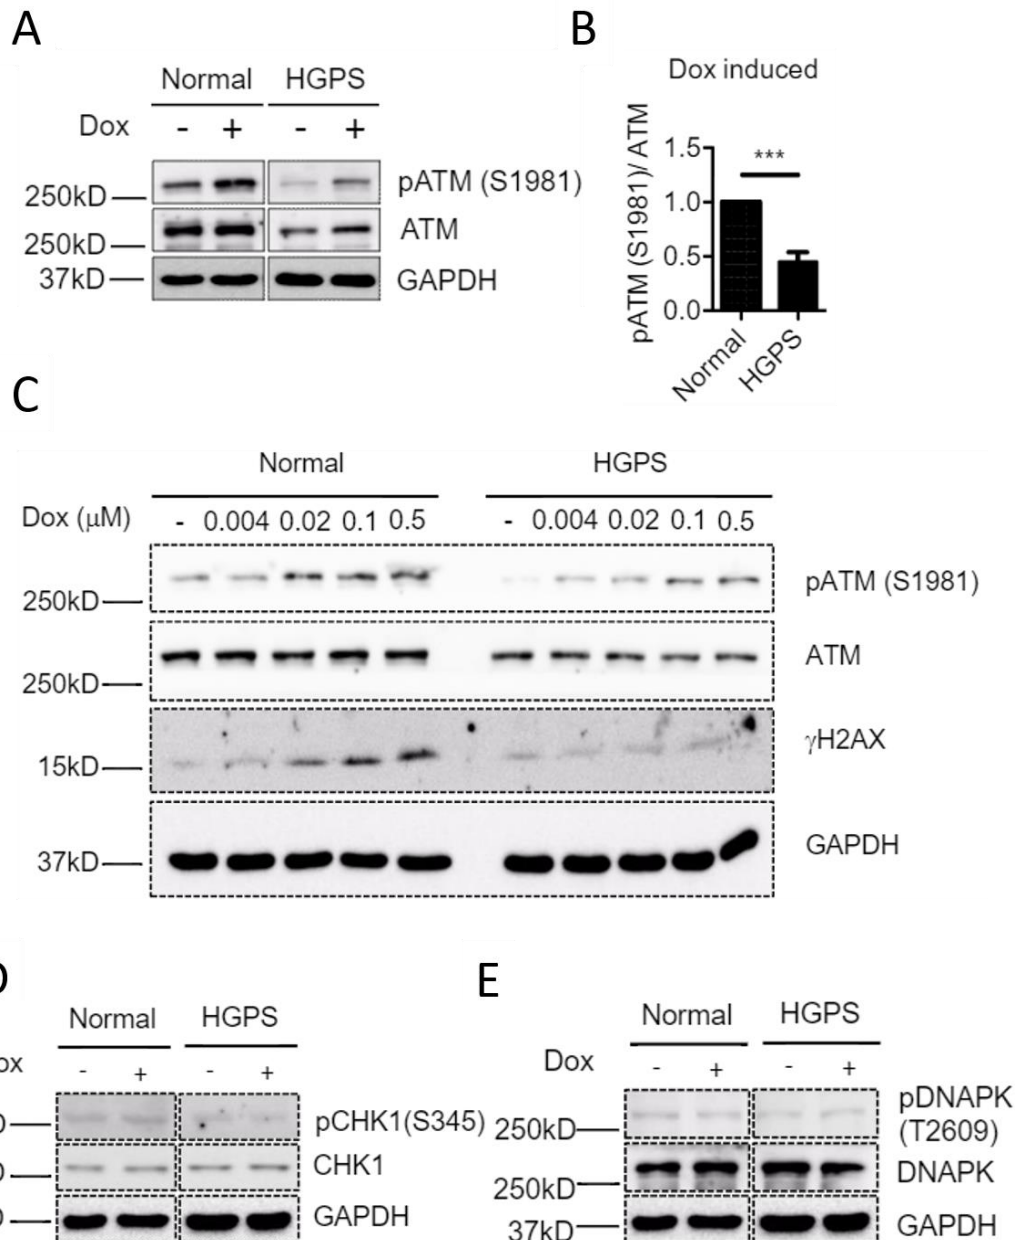 A
Normal HGPS
Dox - + - +
pATM (S1981)
250kD
ATM
250kD
37kD GAPDH
B
Dox induced
pATM (S1981)/ ATM
1.5
***
1.0
0.5
0.0
Normal
HGPS
C
Normal HGPS
Dox (μM) - 0.004 0.02 0.1 0.5 - 0.004 0.02 0.1 0.5
pATM (S1981)
250kD
ATM
250kD
γH2AX
15kD
GAPDH
37kD
Normal HGPS
ox - + - +
pCHK1(S345)
CHK1
GAPDH
E
Normal HGPS
Dox - + - +
pDNAPK
(T2609)
250kD
DNAPK
250kD
GAPDH
37kD